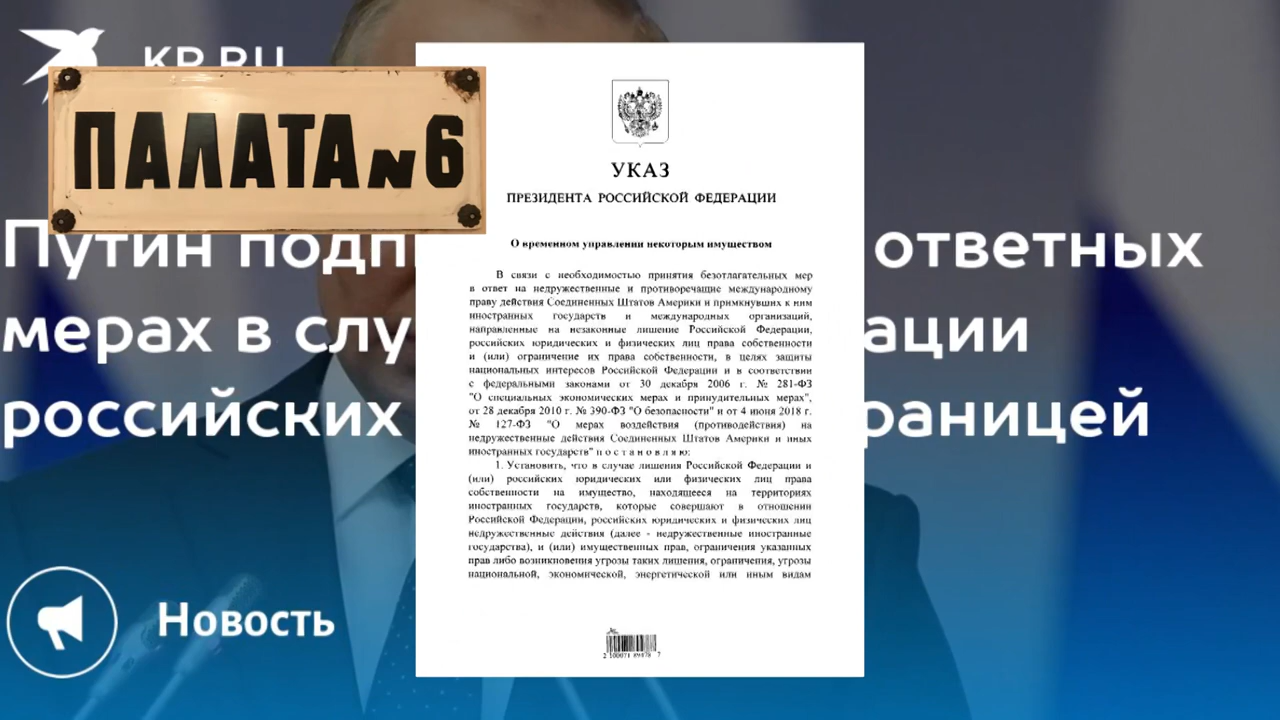 KP.RU
ПАЛАТА N 6
Путин подп ответных
мерах в слу ации
российских раницей
Новость
УКАЗ
ПРЕЗИДЕНТА РОССИЙСКОЙ ФЕДЕРАЦИИ
О временном управлении некоторым имуществом
В связи с необходимостью принятия безотлагательных мер
в ответ на недружественные и противоречащие международному
праву действия Соединенных Штатов Америки и примкнувших к ним
иностранных государств и международных организаций,
направленные на незаконные лишение Российской Федерации,
российских юридических и физических лиц права собственности
и (или) ограничение их права собственности, в целях защиты
национальных интересов Российской Федерации и в соответствии
с федеральными законами от 30 декабря 2006 г. № 281-ФЗ
"О специальных экономических мерах и принудительных мерах",
от 28 декабря 2010 г. № 390-ФЗ "О безопасности" и от 4 июня 2018 г.
№ 127-ФЗ "О мерах воздействия (противодействия) на
недружественные действия Соединенных Штатов Америки и иных
иностранных государств" п о с т а н о в л я ю:
1. Установить, что в случае лишения Российской Федерации и
(или) российских юридических или физических лиц права
собственности на имущество, находящееся на территориях
иностранных государств, которые совершают в отношении
Российской Федерации, российских юридических и физических лиц
недружественные действия (далее - недружественные иностранные
государства), и (или) имущественных прав, ограничения указанных
прав либо возникновения угрозы таких лишения, ограничения, угрозы
национальной, экономической, энергетической или иным видам